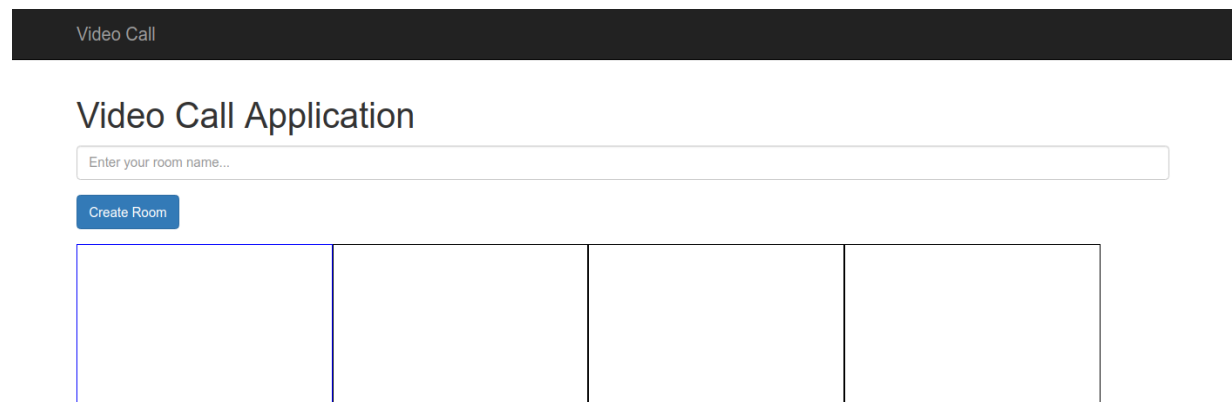 Video Call
Video Call Application
Enter your room name...
Create Room